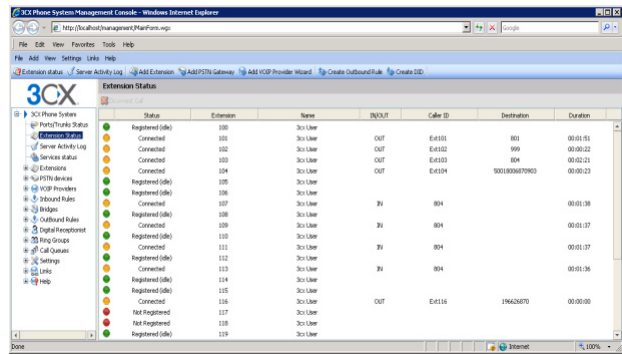 3CX Phone System Management Console - Windows Internet Explorer
http://localhost/management/MainForm.wgx
Google
File Edit View Favorites Tools Help
File Add View Settings Links Help
Extension status Server Activity Log Add Extension Add PSTN Gateway Add VOIP Provider Wizard Create Outbound Rule Create DID
3CX
Extension Status
3CX Phone System
Ports/Trunks Status
Extension Status
Server Activity Log
Services status
Extensions
PSTN devices
VOIP Providers
Inbound Rules
Bridges
Outbound Rules
Digital Receptionist
Ring Groups
Call Queues
Settings
Links
Help
Status Extension Name IN/OUT Caller ID Destination Duration
Registered (idle) 100 3cx User
Connected 101 3cx User OUT Ext101 801 00:01:51
Connected 102 3cx User OUT Ext102 999 00:00:22
Connected 103 3cx User OUT Ext103 804 00:02:21
Connected 104 3cx User OUT Ext104 50018006870903 00:00:23
Registered (idle) 105 3cx User
Registered (idle) 106 3cx User
Connected 107 3cx User IN 804 00:01:38
Registered (idle) 108 3cx User
Connected 109 3cx User IN 804 00:01:37
Registered (idle) 110 3cx User
Connected 111 3cx User IN 804 00:01:37
Registered (idle) 112 3cx User
Connected 113 3cx User IN 804 00:01:36
Registered (idle) 114 3cx User
Registered (idle) 115 3cx User
Connected 116 3cx User OUT Ext116 196626870 00:00:00
Not Registered 117 3cx User
Not Registered 118 3cx User
Registered (idle) 119 3cx User
Done
Internet
100%